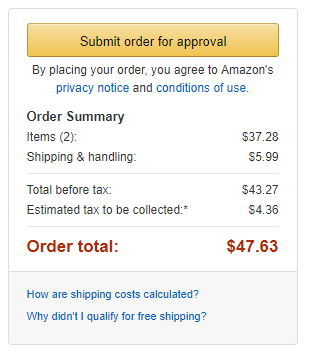 Submit order for approval
By placing your order, you agree to Amazon's
privacy notice and conditions of use.
Order Summary
Items (2): $37.28
Shipping & handling: $5.99
Total before tax: $43.27
Estimated tax to be collected:* $4.36
Order total: $47.63
How are shipping costs calculated?
Why didn't I qualify for free shipping?